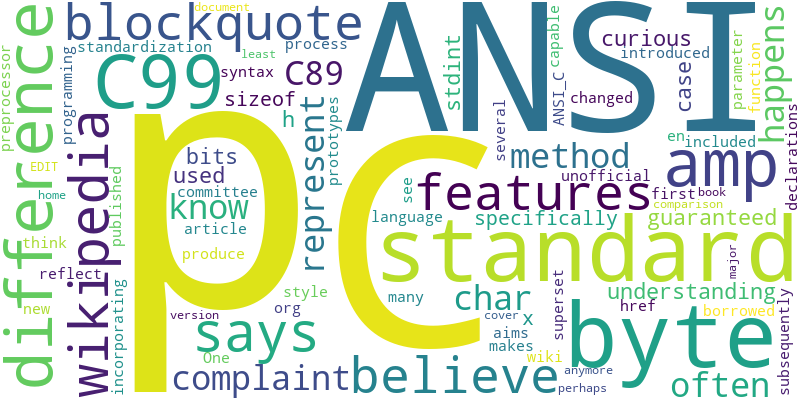 document
blockquote
ANSI
least
process
standardization
C99
syntax
C89
sizeof
h
preprocessor
programming
difference
wikipedia
published
bits
used
know
committee
article
produce
p
C
represent
prototypes
stdint
several
capable
ANSI_C
changed
curious
introduced
case
parameter
function
happens
en
included
method
amp
unofficial
features
first
book
declarations
see
comparison
language
specifically
guaranteed
standard
major
EDIT
home
think
reflect
new
incorporating
style
org
version
says
One
complaint
believe
many
char
x
cover
aims
makes
superset
wiki
byte
understanding
href
borrowed
anymore
perhaps
often
subsequently